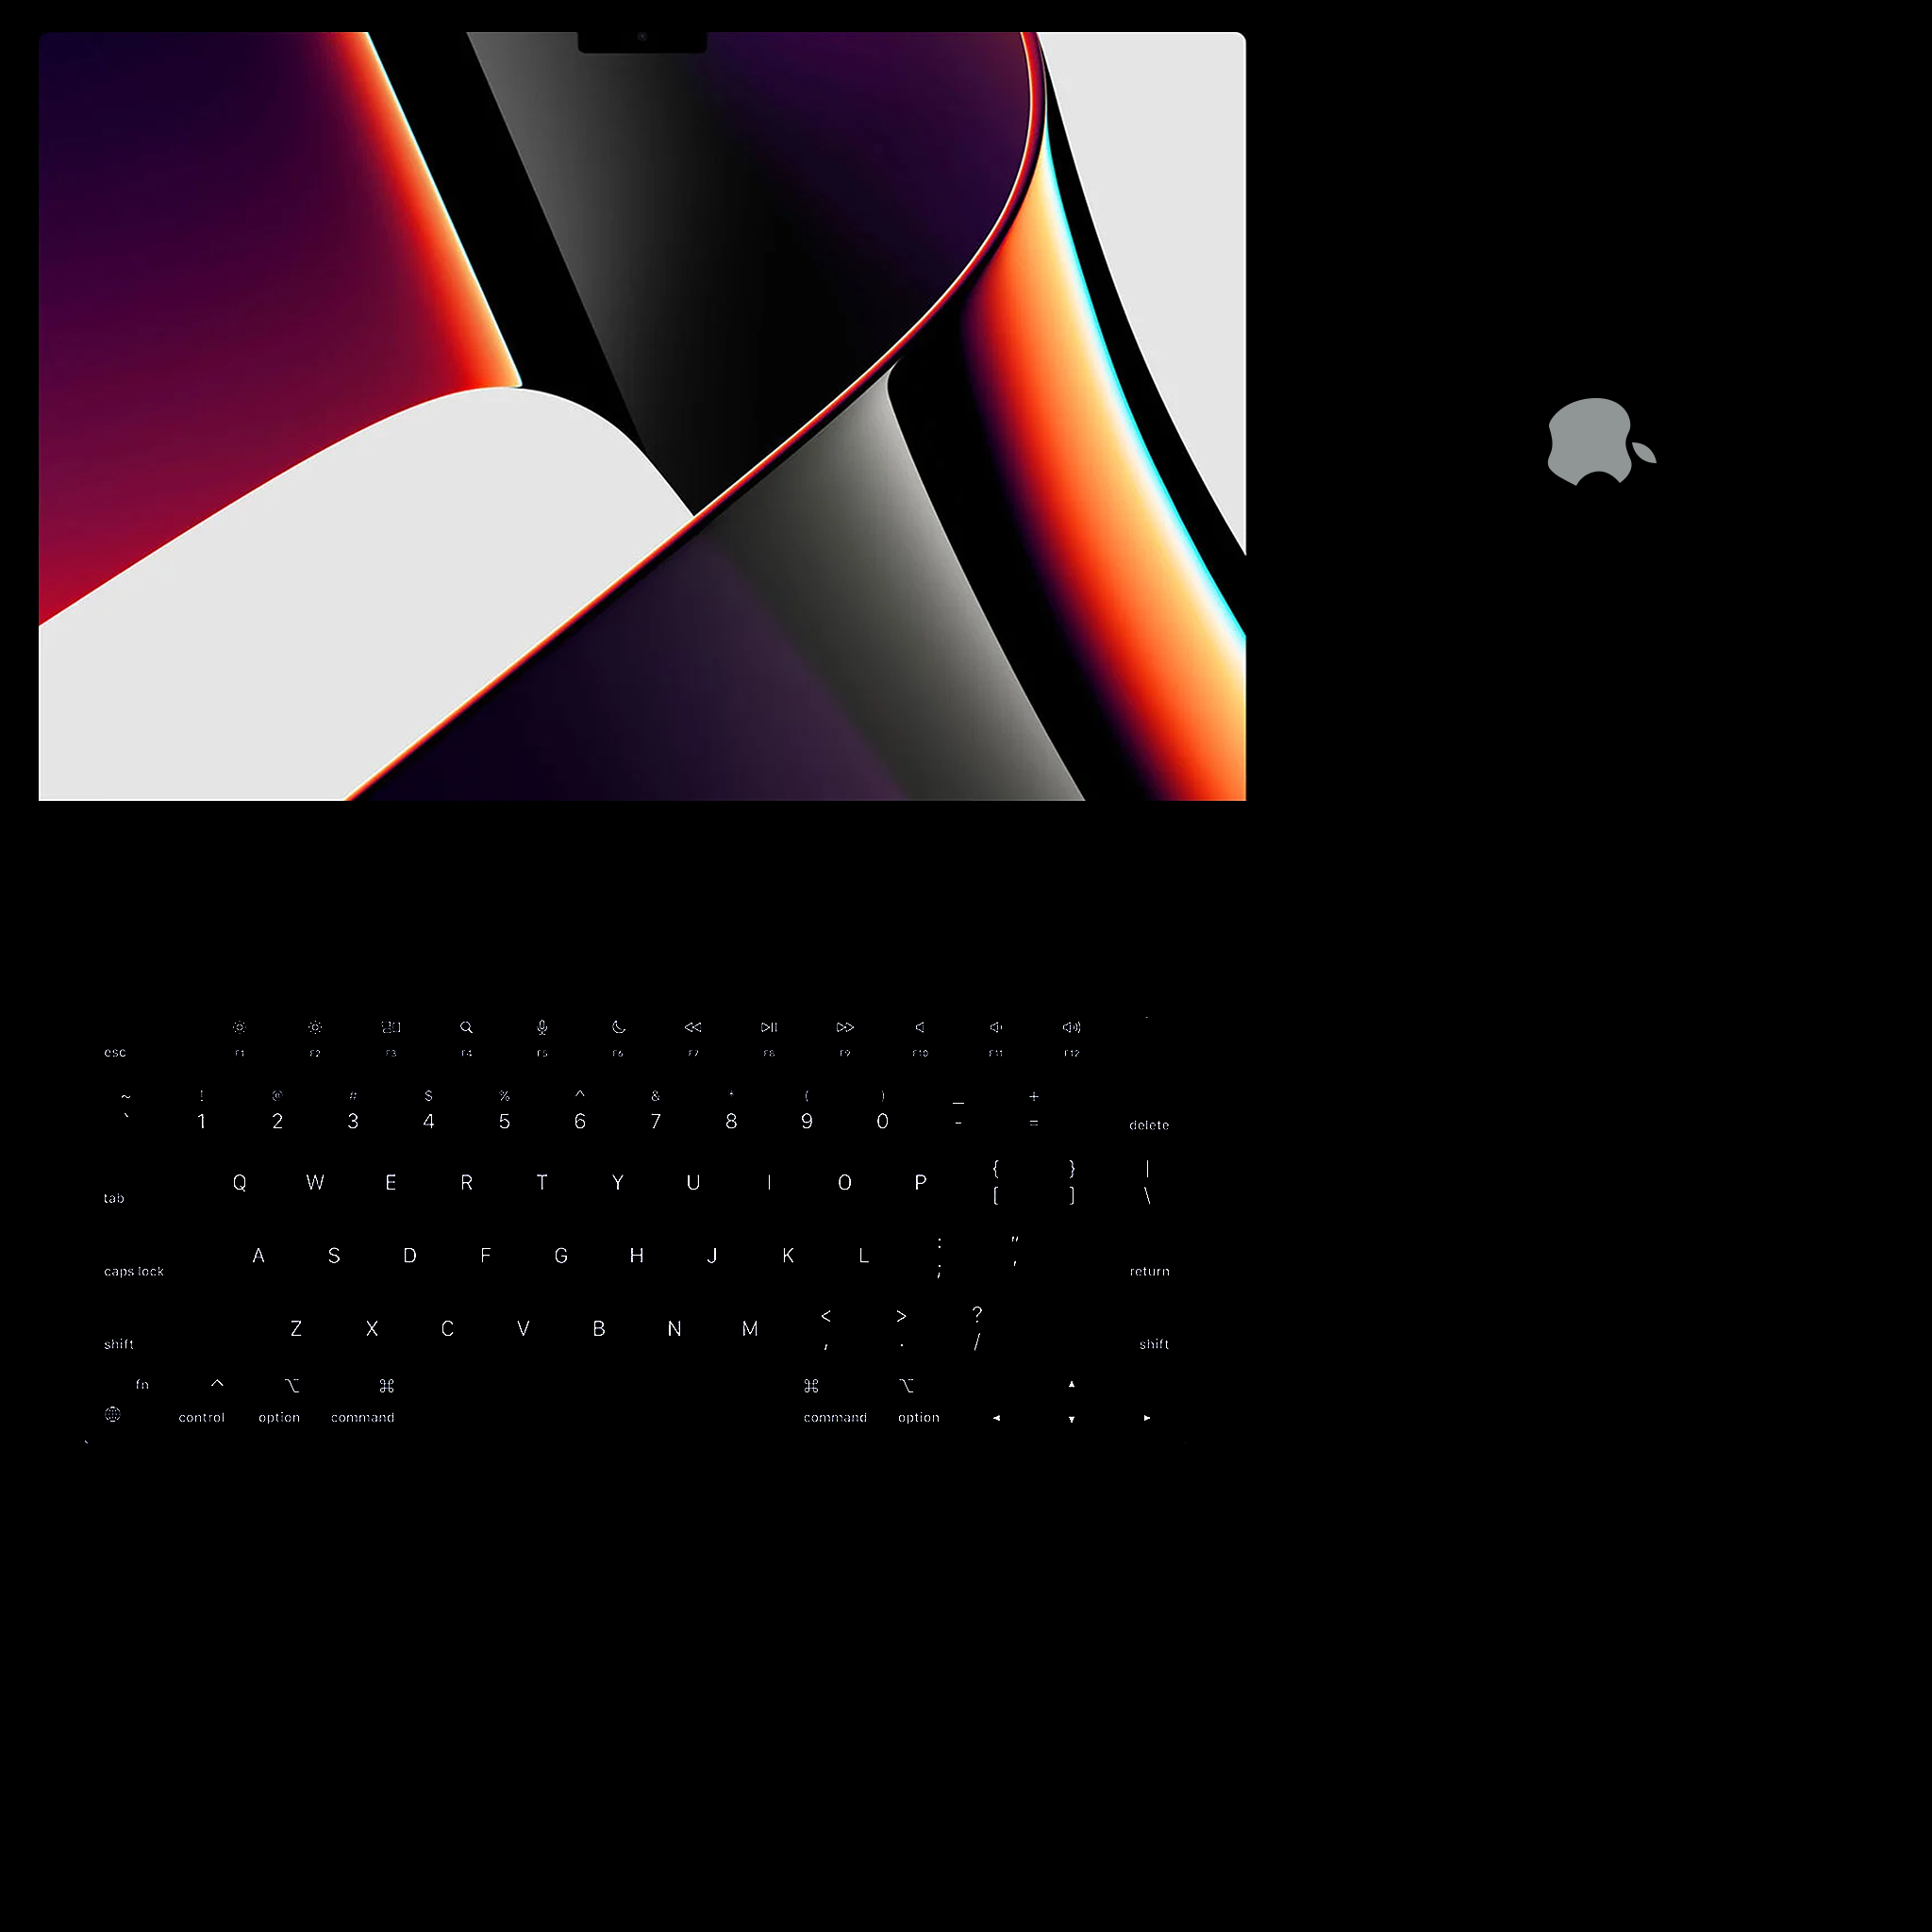 esc F1 F2 F3 F4 F5 F6 F7 F8 F9 F10 F11 F12
~ ! @ # $ % ^ & * ( ) _ +
` 1 2 3 4 5 6 7 8 9 0 - = delete
{ } |
tab Q W E R T Y U I O P [ ] \
: "
caps lock A S D F G H J K L ; ' return
< > ?
shift Z X C V B N M , . / shift
fn ^ ⌥ ⌘ ⌘ ⌥ ▲
control option command command option ◀ ▼ ▶